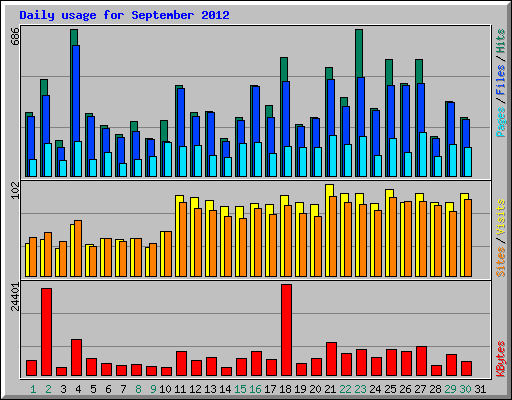 Daily usage for September 2012
686
Pages / Files / Hits
102
Sites / Visits
24401
KBytes
1 2 3 4 5 6 7 8 9 10 11 12 13 14 15 16 17 18 19 20 21 22 23 24 25 26 27 28 29 30 31